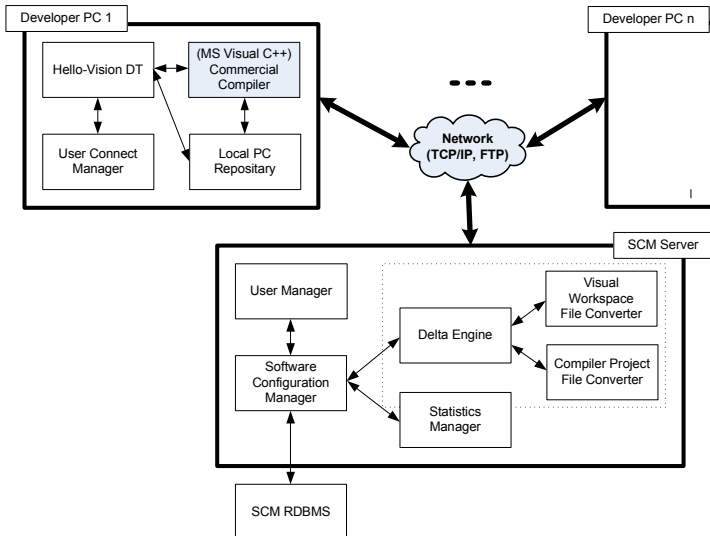 Developer PC 1
Hello-Vision DT
(MS Visual C++)
Commercial
Compiler
User Connect
Manager
Local PC
Repositary
Developer PC n
Network
(TCP/IP, FTP)
SCM Server
User Manager
Software
Configuration
Manager
Delta Engine
Statistics
Manager
Visual
Workspace
File Converter
Compiler Project
File Converter
SCM RDBMS